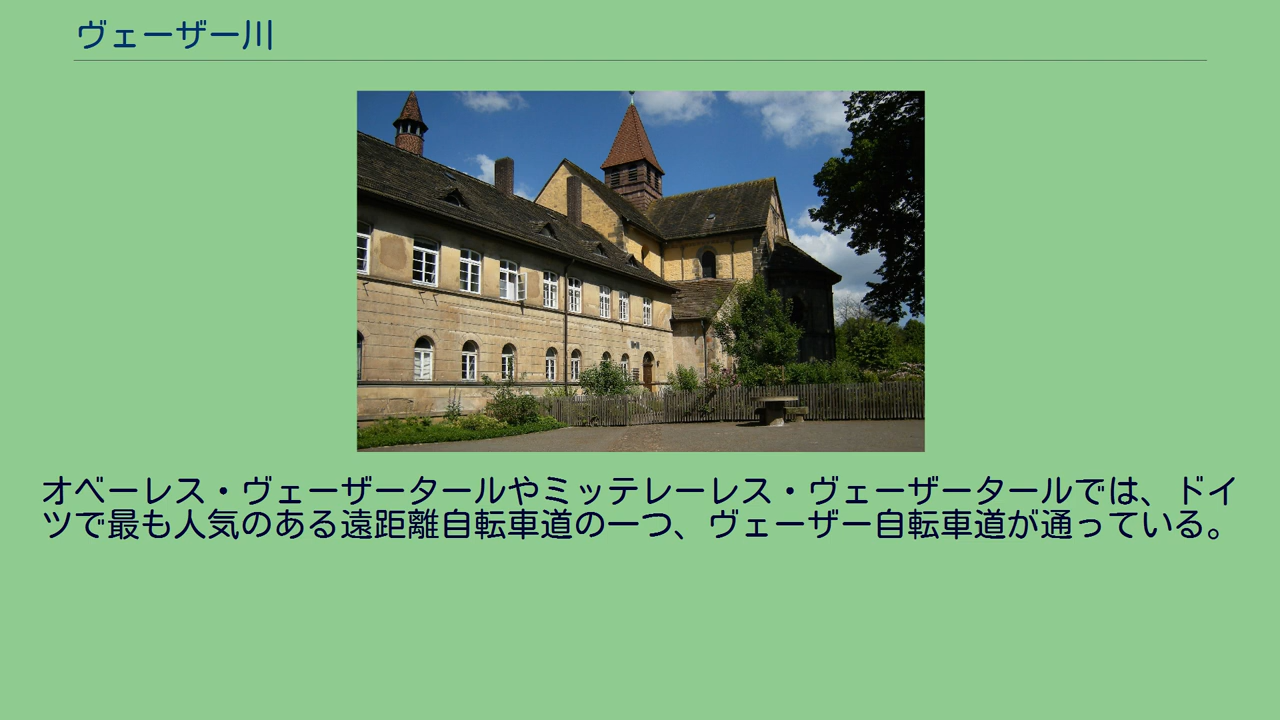 ヴェーザー川
オベーレス・ヴェーザータールやミッテレーレス・ヴェーザータールでは、ドイ
ツで最も人気のある遠距離自転車道の一つ、ヴェーザー自転車道が通っている。